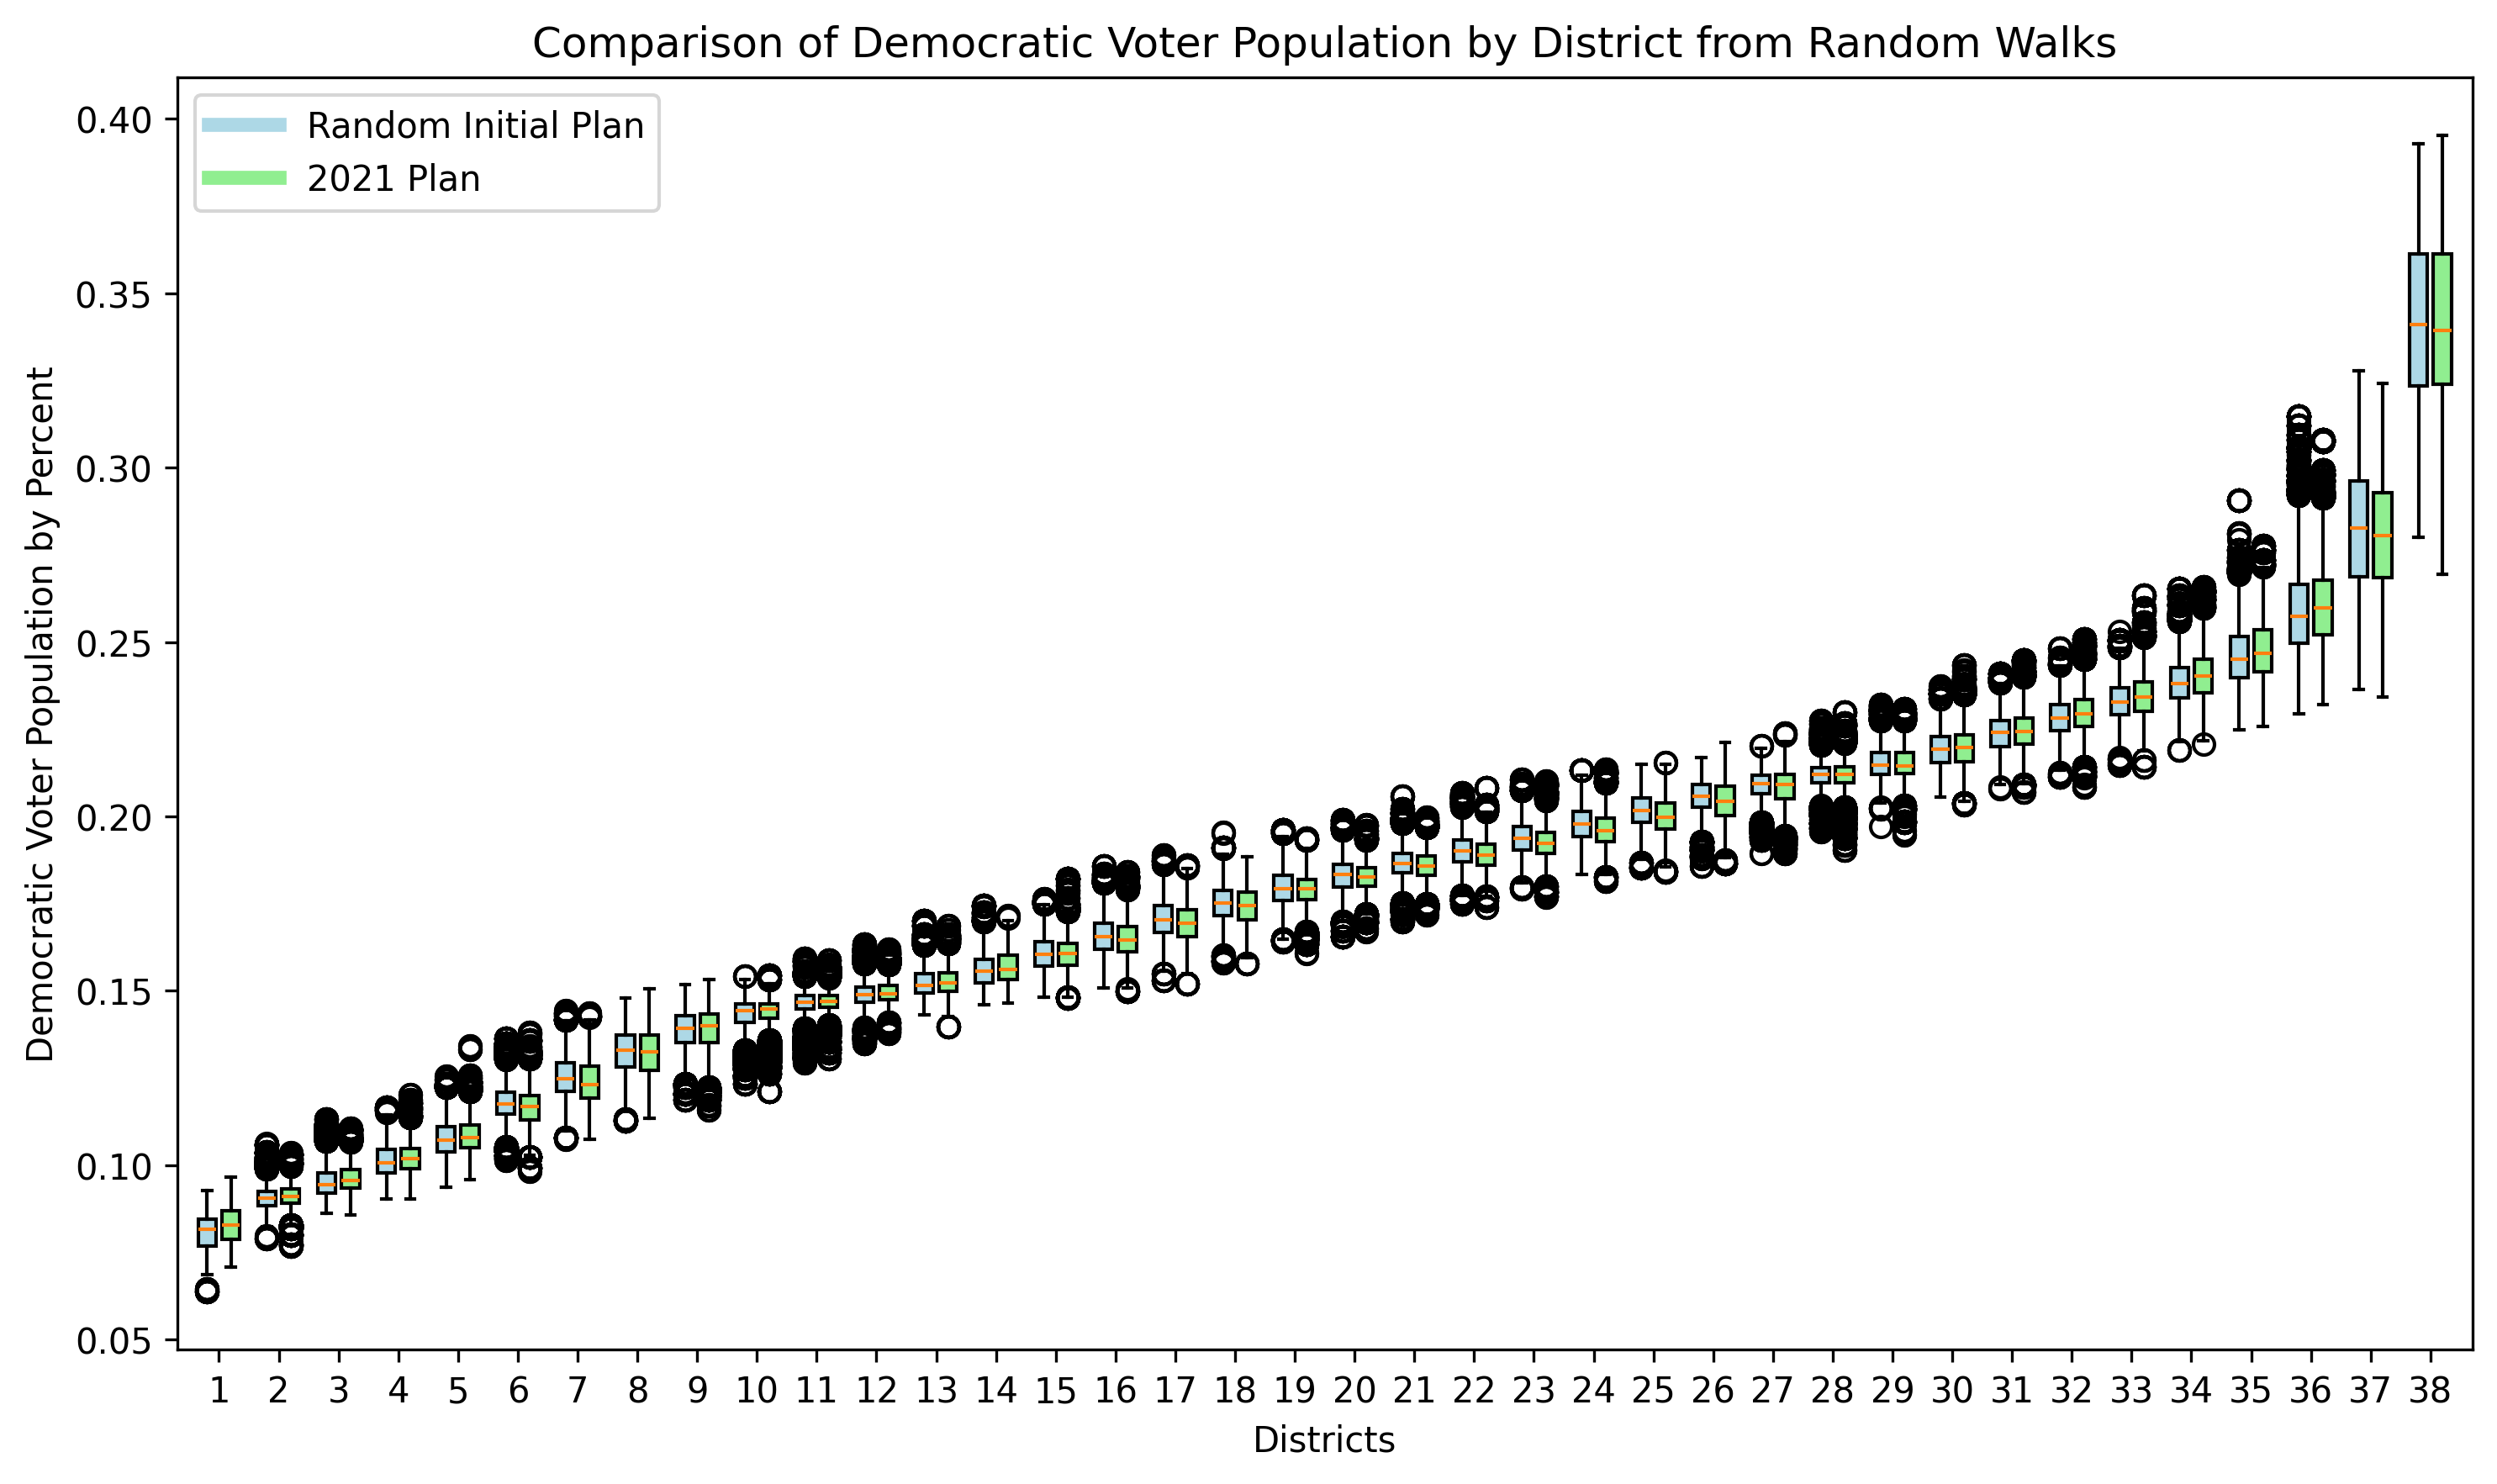 Comparison of Democratic Voter Population by District from Random Walks
Random Initial Plan
2021 Plan
Democratic Voter Population by Percent
0.40
0.35
0.30
0.25
0.20
0.15
0.10
0.05
1 2 3 4 5 6 7 8 9 10 11 12 13 14 15 16 17 18 19 20 21 22 23 24 25 26 27 28 29 30 31 32 33 34 35 36 37 38
Districts